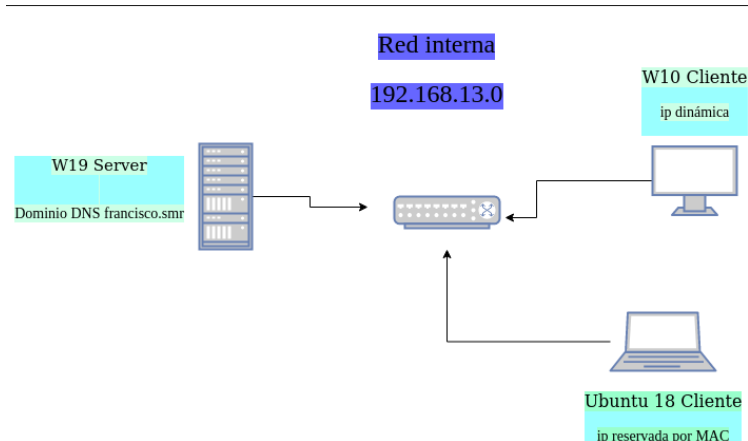 Red interna
192.168.13.0
W10 Cliente
ip dinámica
W19 Server
Dominio DNS francisco.smr
Ubuntu 18 Cliente
ip reservada por MAC